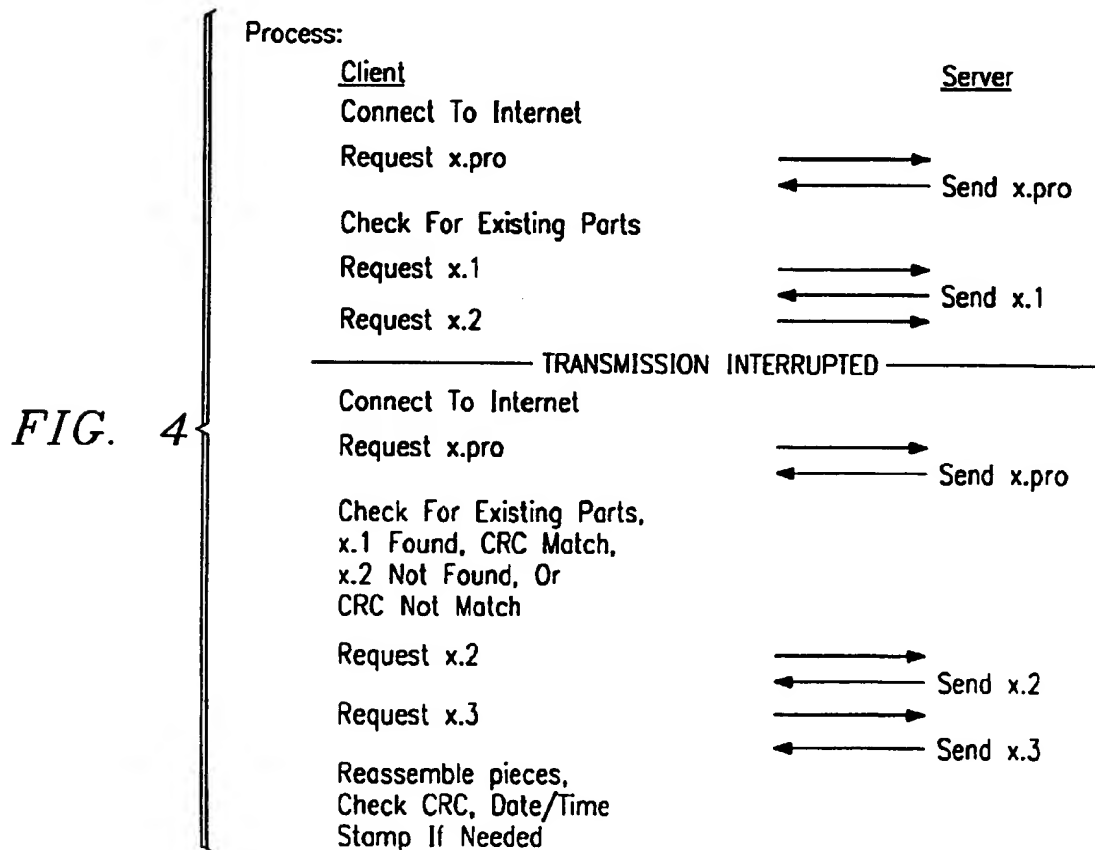 Process:
Client Server
Connect To Internet
Request x.pro
Send x.pro
Check For Existing Parts
Request x.1
Send x.1
Request x.2
TRANSMISSION INTERRUPTED
Connect To Internet
FIG. 4
Request x.pro
Send x.pro
Check For Existing Parts,
x.1 Found, CRC Match,
x.2 Not Found, Or
CRC Not Match
Request x.2
Send x.2
Request x.3
Send x.3
Reassemble pieces,
Check CRC, Date/Time
Stamp If Needed